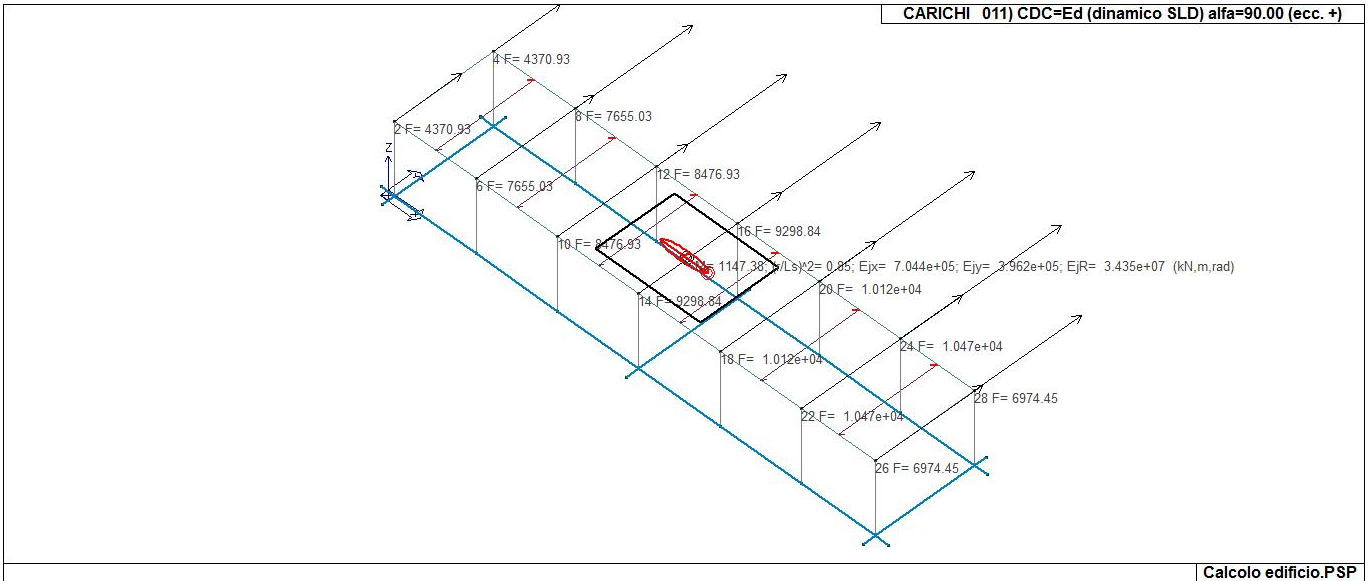 CARICHI 011) CDC=Ed (dinamico SLD) alfa=90.00 (ecc. +)
4 F= 4370.93
8 F= 7655.03
2 F= 4370.93
Z
12 F= 8476.93
6 F= 7655.03
16 F= 9298.84
10 F= 8476.93
1147.38; (r/Ls)^2= 0.85; Ejx= 7.044e+05; Ejy= 3.962e+05; EjR= 3.435e+07 (kN,m,rad)
20 F= 1.012e+04
14 F= 9298.84
24 F= 1.047e+04
18 F= 1.012e+04
28 F= 6974.45
22 F= 1.047e+04
26 F= 6974.45
Calcolo edificio.PSP